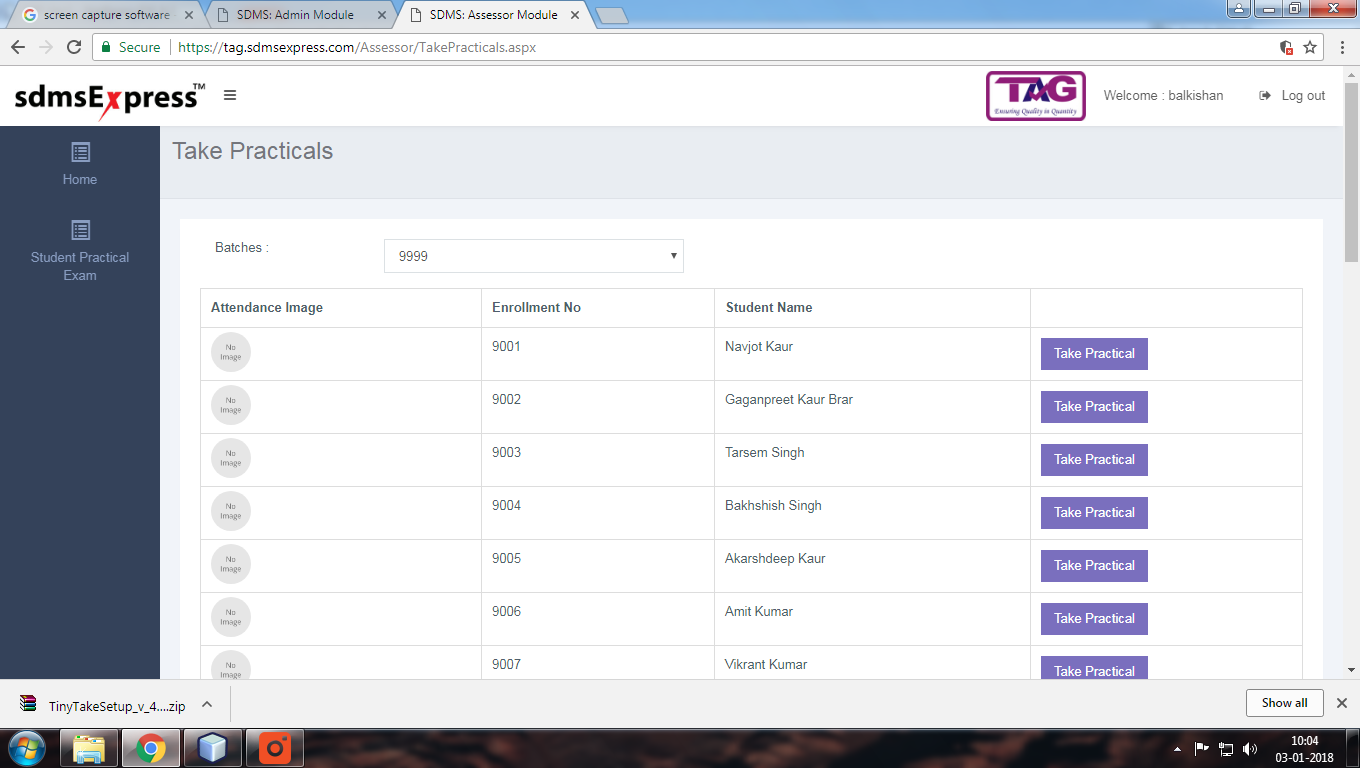 screen capture software
SDMS: Admin Module
SDMS: Assessor Module
Secure
https://tag.sdmsexpress.com/Assessor/TakePracticals.aspx
sdmsExpress™
TAG
Ensuring Quality in Quantity
Welcome : balkishan
Log out
Home
Student Practical
Exam
Take Practicals
Batches :
9999
Attendance Image Enrollment No Student Name
No
Image
9001 Navjot Kaur Take Practical
No
Image
9002 Gaganpreet Kaur Brar Take Practical
No
Image
9003 Tarsem Singh Take Practical
No
Image
9004 Bakhshish Singh Take Practical
No
Image
9005 Akarshdeep Kaur Take Practical
No
Image
9006 Amit Kumar Take Practical
No
Image
9007 Vikrant Kumar Take Practical
TinyTakeSetup_v_4....zip
Show all
10:04
03-01-2018